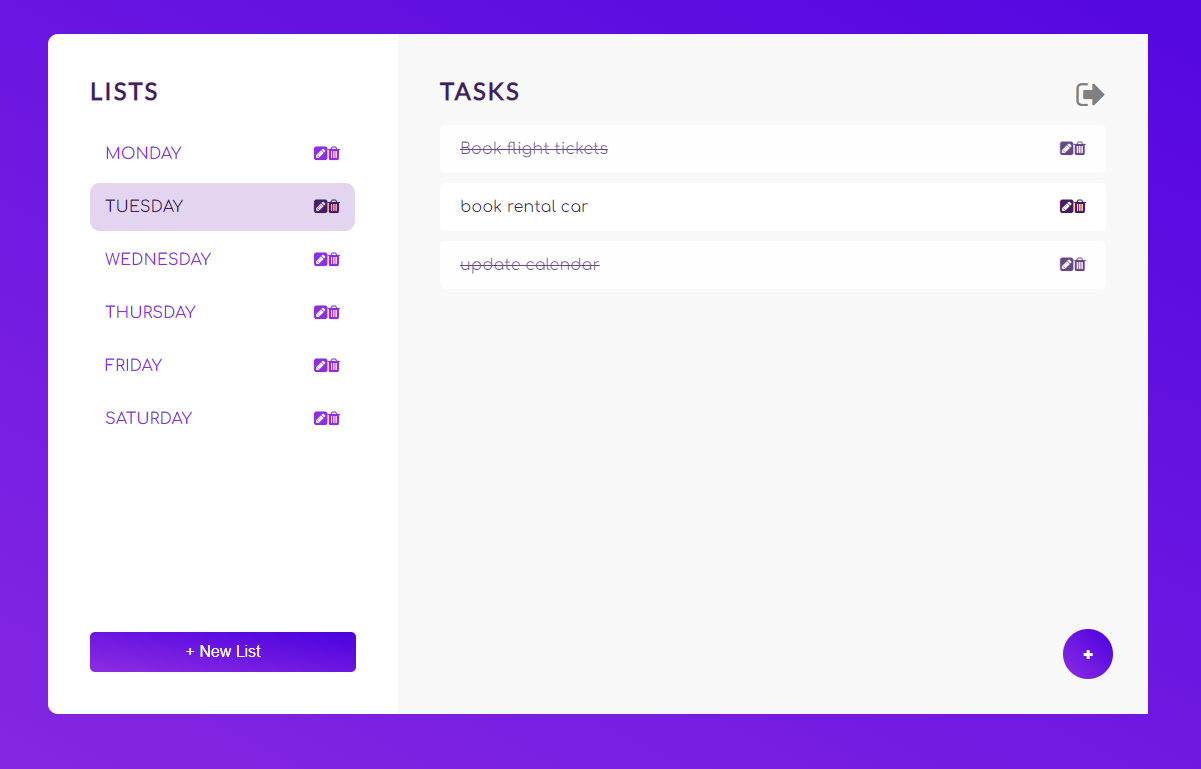 LISTS
MONDAY
TUESDAY
WEDNESDAY
THURSDAY
FRIDAY
SATURDAY
+ New List
TASKS
Book flight tickets
book rental car
update calendar
+